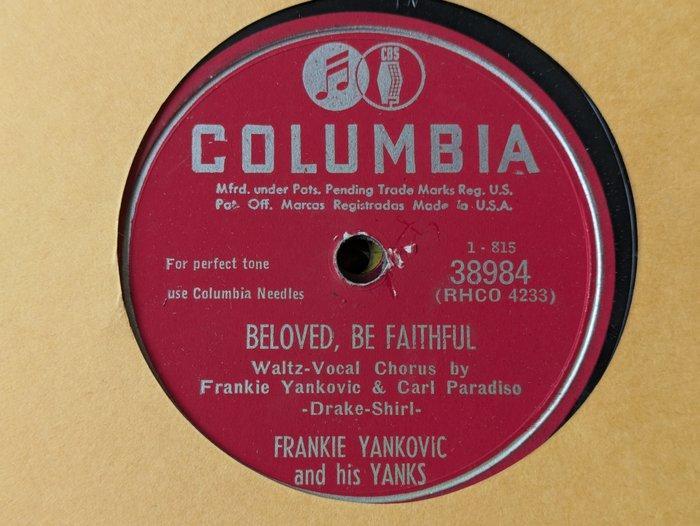 CBS
COLUMBIA
Mfrd. under Pats. Pending Trade Marks Reg. U.S.
Pat. Off. Marcas Registradas Made in U.S.A.
1 - 815
For perfect tone
38984
use Columbia Needles
(RHCO 4233)
BELOVED, BE FAITHFUL
Waltz-Vocal Chorus by
Frankie Yankovic & Carl Paradiso
-Drake-Shirl-
FRANKIE YANKOVIC
and his YANKS